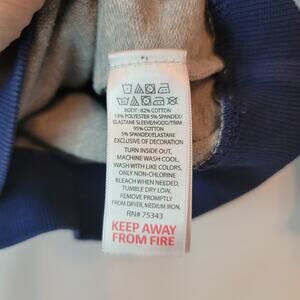 BODY: 82% COTTON
13% POLYESTER 5% SPANDEX/
ELASTANE SLEEVE/HOOD/TRIM
95% COTTON
5% SPANDEX/ELASTANE
EXCLUSIVE OF DECORATION
TURN INSIDE OUT,
MACHINE WASH COOL,
WASH WITH LIKE COLORS,
ONLY NON-CHLORINE
BLEACH WHEN NEEDED,
TUMBLE DRY LOW,
REMOVE PROMPTLY
FROM DRYER, MEDIUM IRON,
RN# 75343
KEEP AWAY
FROM FIRE